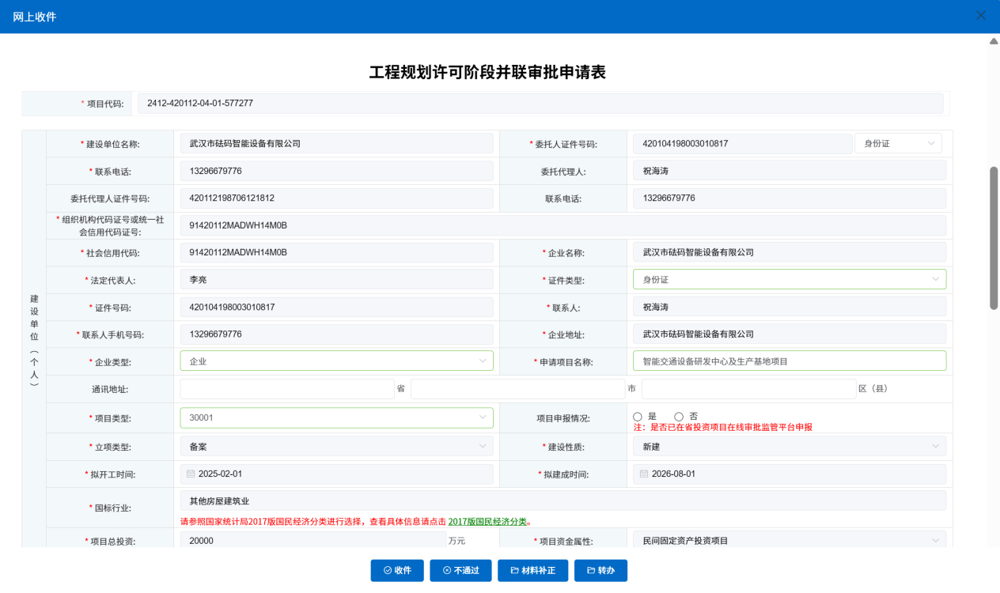 网上收件
工程规划许可阶段并联审批申请表
* 项目代码: 2412-420112-04-01-577277
* 建设单位名称: 武汉市砝码智能设备有限公司 * 委托人证件号码: 420104198003010817 身份证
* 联系电话: 13296679776 委托代理人: 祝海涛
委托代理人证件号码: 420112198706121812 联系电话: 13296679776
* 组织机构代码证号或统一社
会信用代码证号: 91420112MADWH14M0B
* 社会信用代码: 91420112MADWH14M0B * 企业名称: 武汉市砝码智能设备有限公司
* 法定代表人: 李亮 * 证件类型: 身份证
* 证件号码: 420104198003010817 * 联系人: 祝海涛
* 联系人手机号码: 13296679776 * 企业地址: 武汉市砝码智能设备有限公司
建设单位（个人）
* 企业类型: 企业 * 申请项目名称: 智能交通设备研发中心及生产基地项目
通讯地址: 省 市 区（县）
* 项目类型: 30001 项目申报情况: 是 否
注：是否已在省投资项目在线审批监管平台申报
* 立项类型: 备案 * 建设性质: 新建
* 拟开工时间: 2025-02-01 * 拟建成时间: 2026-08-01
* 国标行业: 其他房屋建筑业
请参照国家统计局2017版国民经济分类进行选择，查看具体信息请点击 2017版国民经济分类。
* 项目总投资: 20000 万元 * 项目资金属性: 民间固定资产投资项目
收件 不通过 材料补正 转办